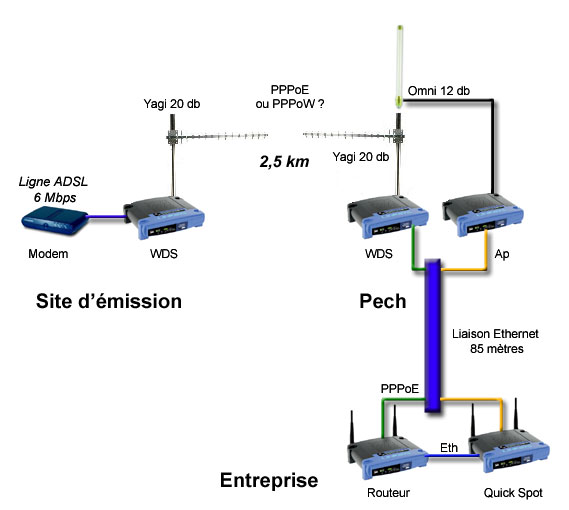 PPPoE
ou PPPoW ?
Omni 12 db
Yagi 20 db
2,5 km
Yagi 20 db
Ligne ADSL
6 Mbps
Modem
WDS
WDS
Ap
Site d'émission
Pech
Liaison Ethernet
85 mètres
PPPoE
Eth
Entreprise
Routeur
Quick Spot